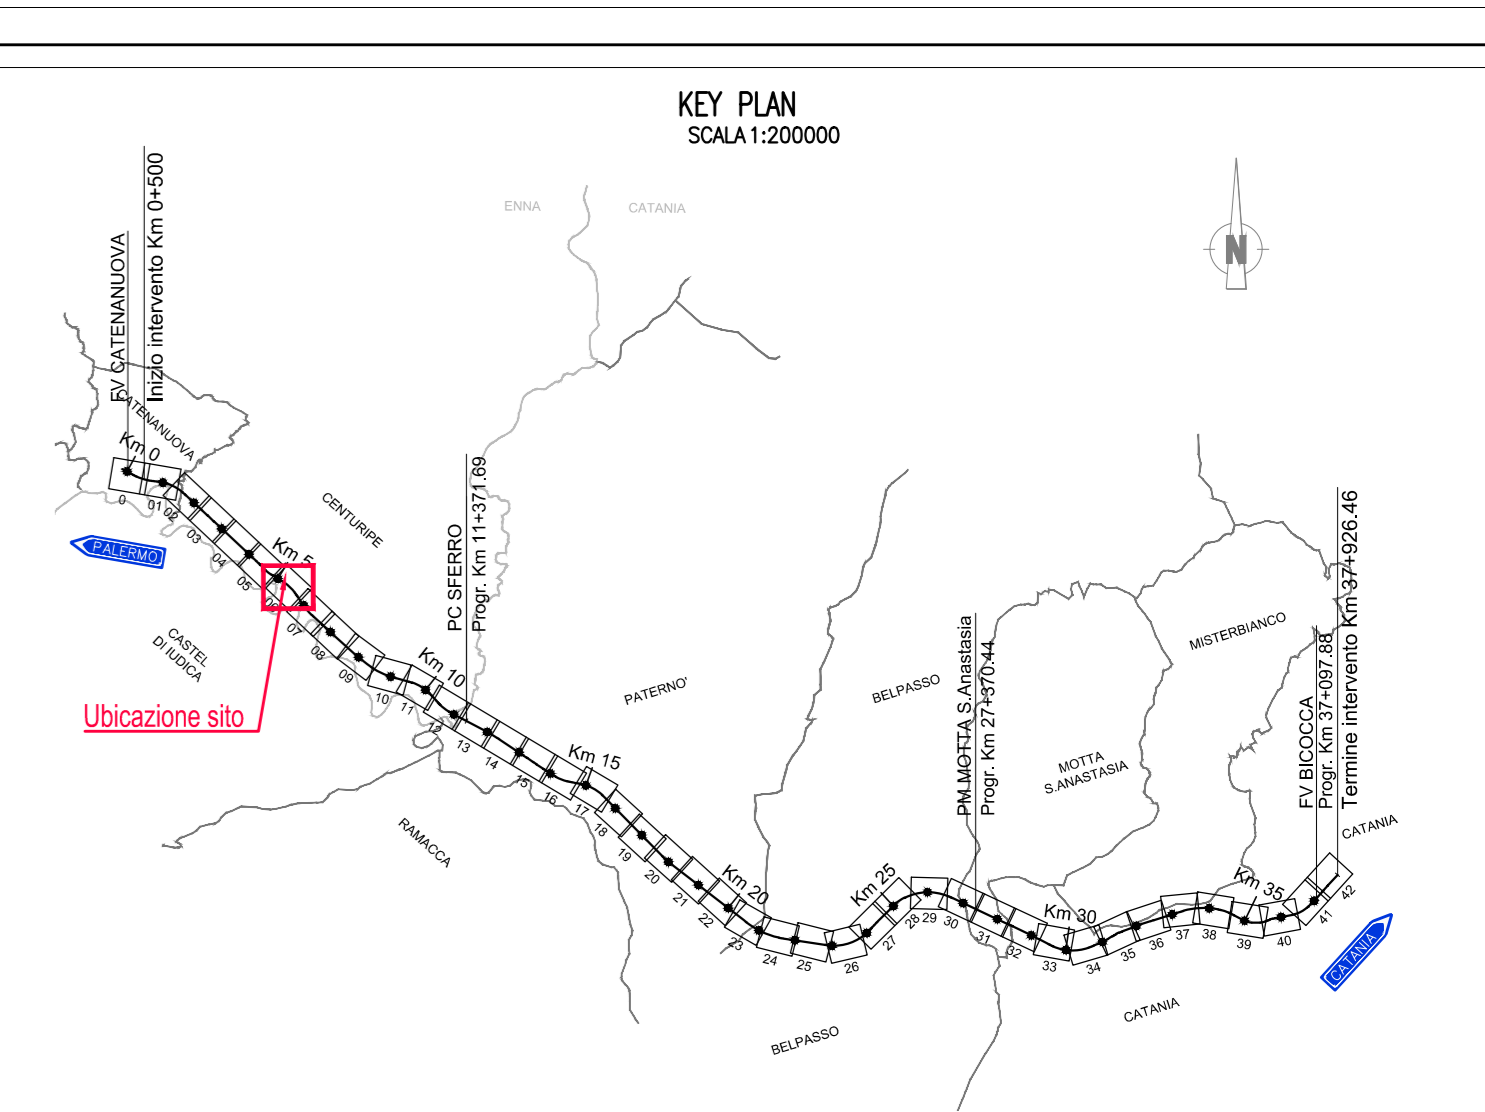 KEY PLAN
SCALA 1:200000
ENNA
CATANIA
N
FV CATENANUOVA
Inizio intervento Km 0+500
CATENANUOVA
Km 0
CENTURIPE
PALERMO
Km 5
PC SFERRO
Progr. Km 11+371.69
CASTEL
DI IUDICA
Ubicazione sito
Km 10
Km 15
RAMACCA
PATERNO'
Km 20
BELPASSO
Km 25
PM MOTTA S.Anastasia
Progr. Km 27+370.44
MOTTA
S.ANASTASIA
MISTERBIANCO
Km 30
Km 35
FV BICOCCA
Progr. Km 37+097.88
Termine intervento Km 37+926.46
CATANIA
CATANIA
BELPASSO
CATANIA
0
01
02
03
04
05
06
07
08
09
10
11
12
13
14
15
16
17
18
19
20
21
22
23
24
25
26
27
28
29
30
31
32
33
34
35
36
37
38
39
40
41
42